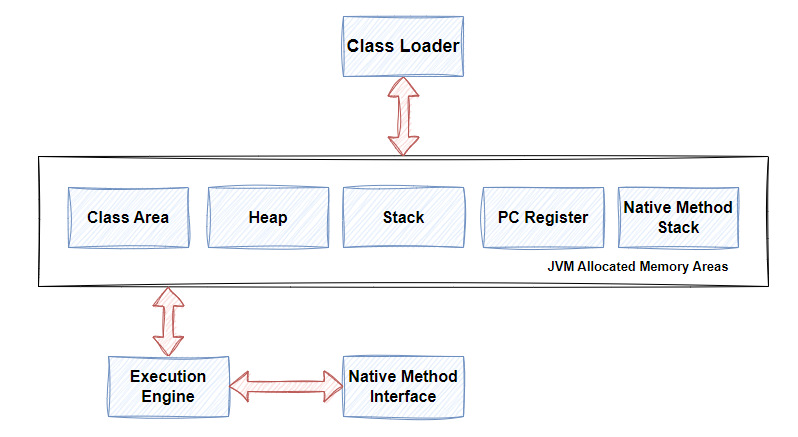 Class Loader
Class Area
Heap
Stack
PC Register
Native Method
Stack
JVM Allocated Memory Areas
Execution
Engine
Native Method
Interface